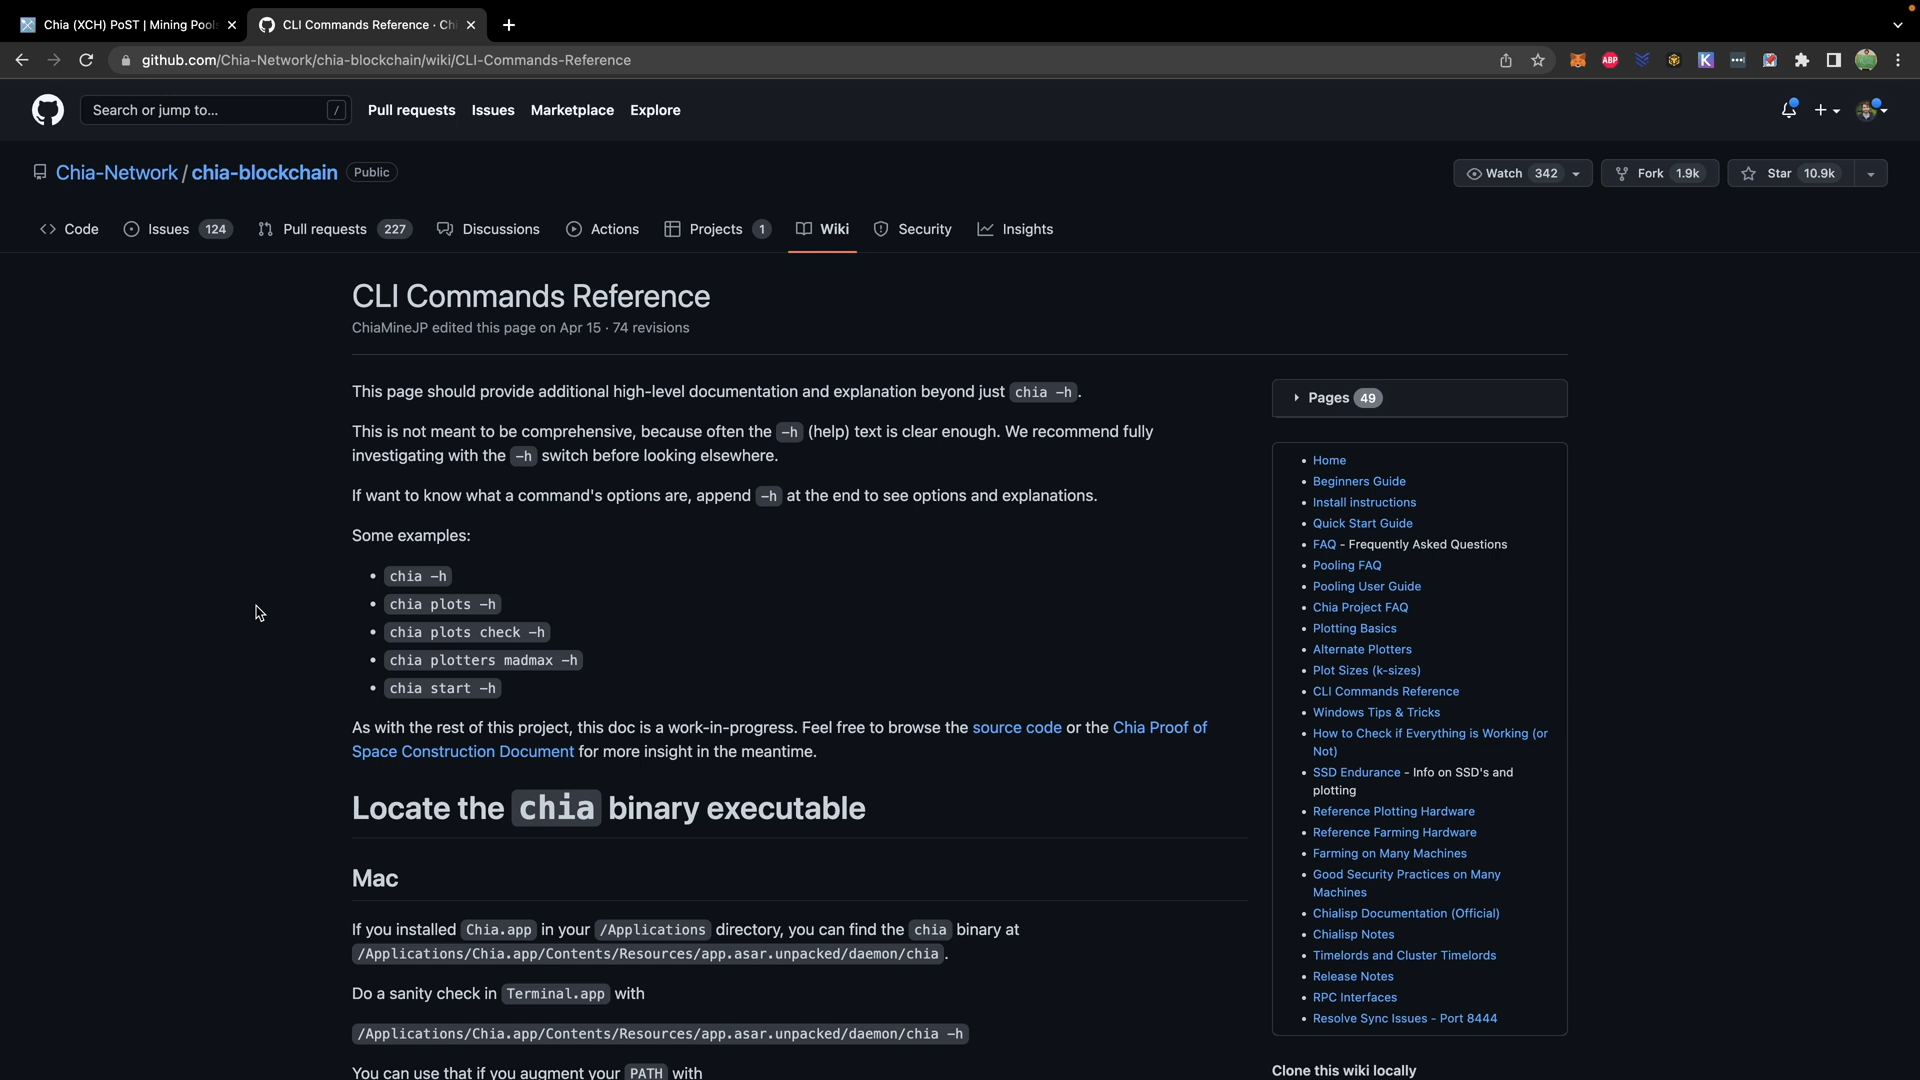 Chia (XCH) PoST | Mining Pools
CLI Commands Reference · Chi
github.com/Chia-Network/chia-blockchain/wiki/CLI-Commands-Reference
ABP
K
Search or jump to...
/
Pull requests
Issues
Marketplace
Explore
Chia-Network / chia-blockchain
Public
Watch 342
Fork 1.9k
Star 10.9k
Code
Issues 124
Pull requests 227
Discussions
Actions
Projects 1
Wiki
Security
Insights
CLI Commands Reference
ChiaMineJP edited this page on Apr 15 · 74 revisions
This page should provide additional high-level documentation and explanation beyond just chia -h.
This is not meant to be comprehensive, because often the -h (help) text is clear enough. We recommend fully
investigating with the -h switch before looking elsewhere.
If want to know what a command's options are, append -h at the end to see options and explanations.
Some examples:
• chia -h
• chia plots -h
• chia plots check -h
• chia plotters madmax -h
• chia start -h
As with the rest of this project, this doc is a work-in-progress. Feel free to browse the source code or the Chia Proof of
Space Construction Document for more insight in the meantime.
Locate the chia binary executable
Mac
If you installed Chia.app in your /Applications directory, you can find the chia binary at
/Applications/Chia.app/Contents/Resources/app.asar.unpacked/daemon/chia.
Do a sanity check in Terminal.app with
/Applications/Chia.app/Contents/Resources/app.asar.unpacked/daemon/chia -h
You can use that if you augment your PATH with
Pages 49
• Home
• Beginners Guide
• Install instructions
• Quick Start Guide
• FAQ - Frequently Asked Questions
• Pooling FAQ
• Pooling User Guide
• Chia Project FAQ
• Plotting Basics
• Alternate Plotters
• Plot Sizes (k-sizes)
• CLI Commands Reference
• Windows Tips & Tricks
• How to Check if Everything is Working (or
Not)
• SSD Endurance - Info on SSD's and
plotting
• Reference Plotting Hardware
• Reference Farming Hardware
• Farming on Many Machines
• Good Security Practices on Many
Machines
• Chialisp Documentation (Official)
• Chialisp Notes
• Timelords and Cluster Timelords
• Release Notes
• RPC Interfaces
• Resolve Sync Issues - Port 8444
Clone this wiki locally